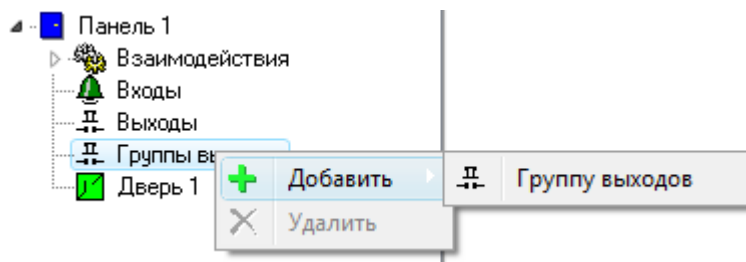 Панель 1
Взаимодействия
Входы
Выходы
Группы вы
Дверь 1
Добавить
Группу выходов
Удалить